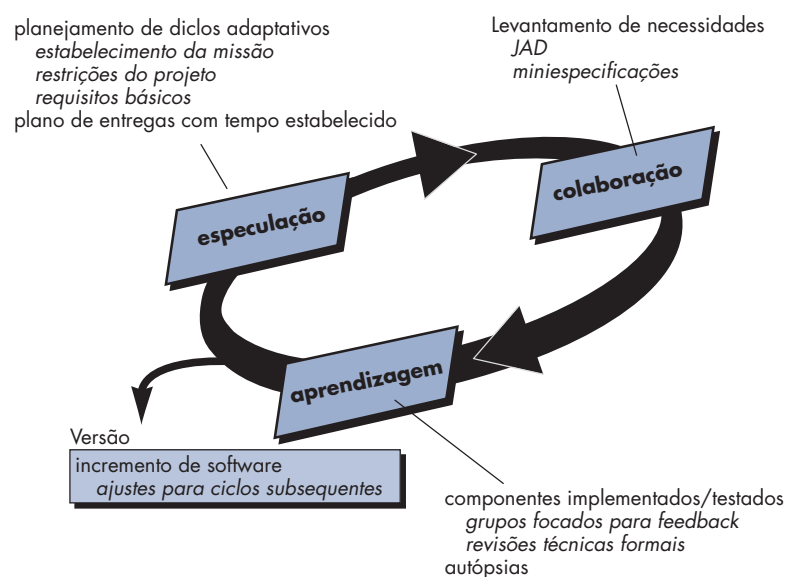 planejamento de diclos adaptativos
estabelecimento da missão
restrições do projeto
requisitos básicos
plano de entregas com tempo estabelecido
Levantamento de necessidades
JAD
miniespecificações
especulação
colaboração
aprendizagem
Versão
incremento de software
ajustes para ciclos subsequentes
componentes implementados/testados
grupos focados para feedback
revisões técnicas formais
autópsias